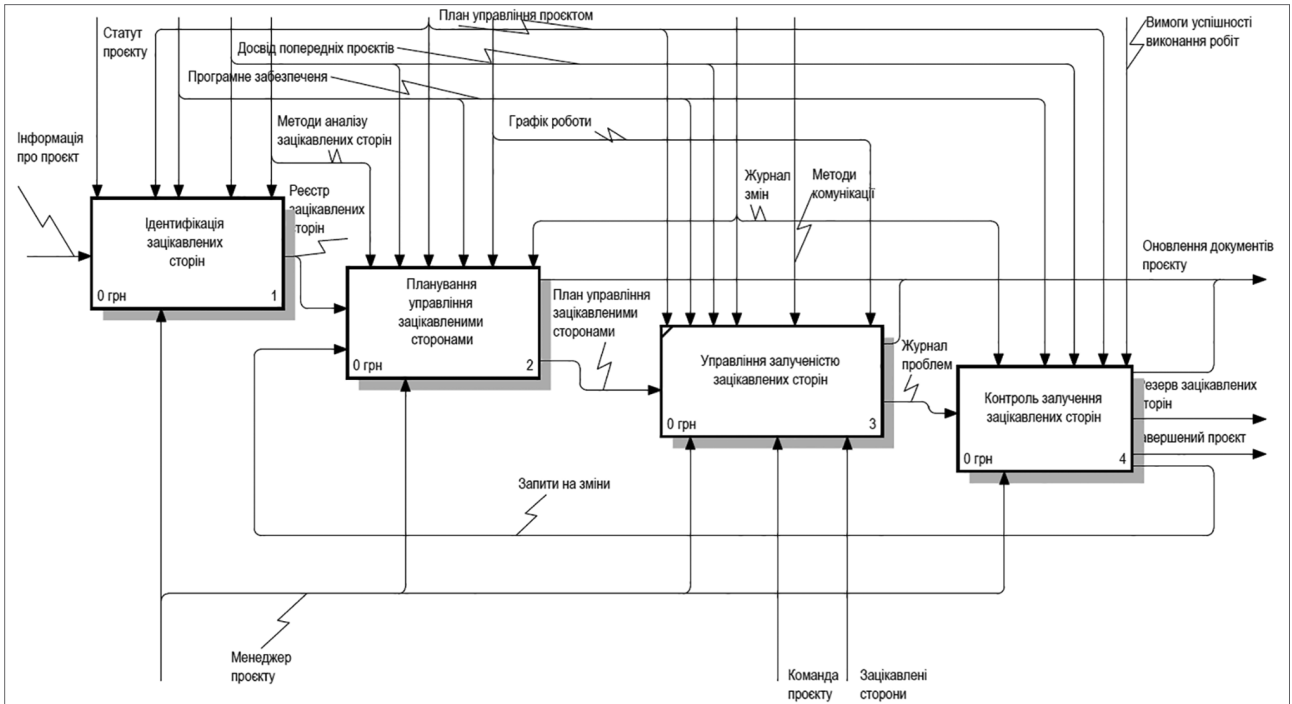 План управління проєктом
Статут
проєкту
Вимоги успішності
виконання робіт
Досвід попередніх проєктів
Програмне забезпеченя
Методи аналізу
зацікавлених сторін
Графік роботи
Інформація
про проєкт
Журнал
змін
Методи
комунікації
Реєстр
зацікавлених
сторін
Ідентифікація
зацікавлених
сторін
0 грн
1
Оновлення документів
проєкту
Планування
управління
зацікавленими
сторонами
0 грн
2
План управління
зацікавленими
сторонами
Управління залученістю
зацікавлених сторін
0 грн
3
Журнал
проблем
Контроль залучення
зацікавлених сторін
0 грн
4
езерв зацікавлених
торін
авершений проєкт
Запити на зміни
Менеджер
проєкту
Команда
проєкту
Зацікавлені
сторони